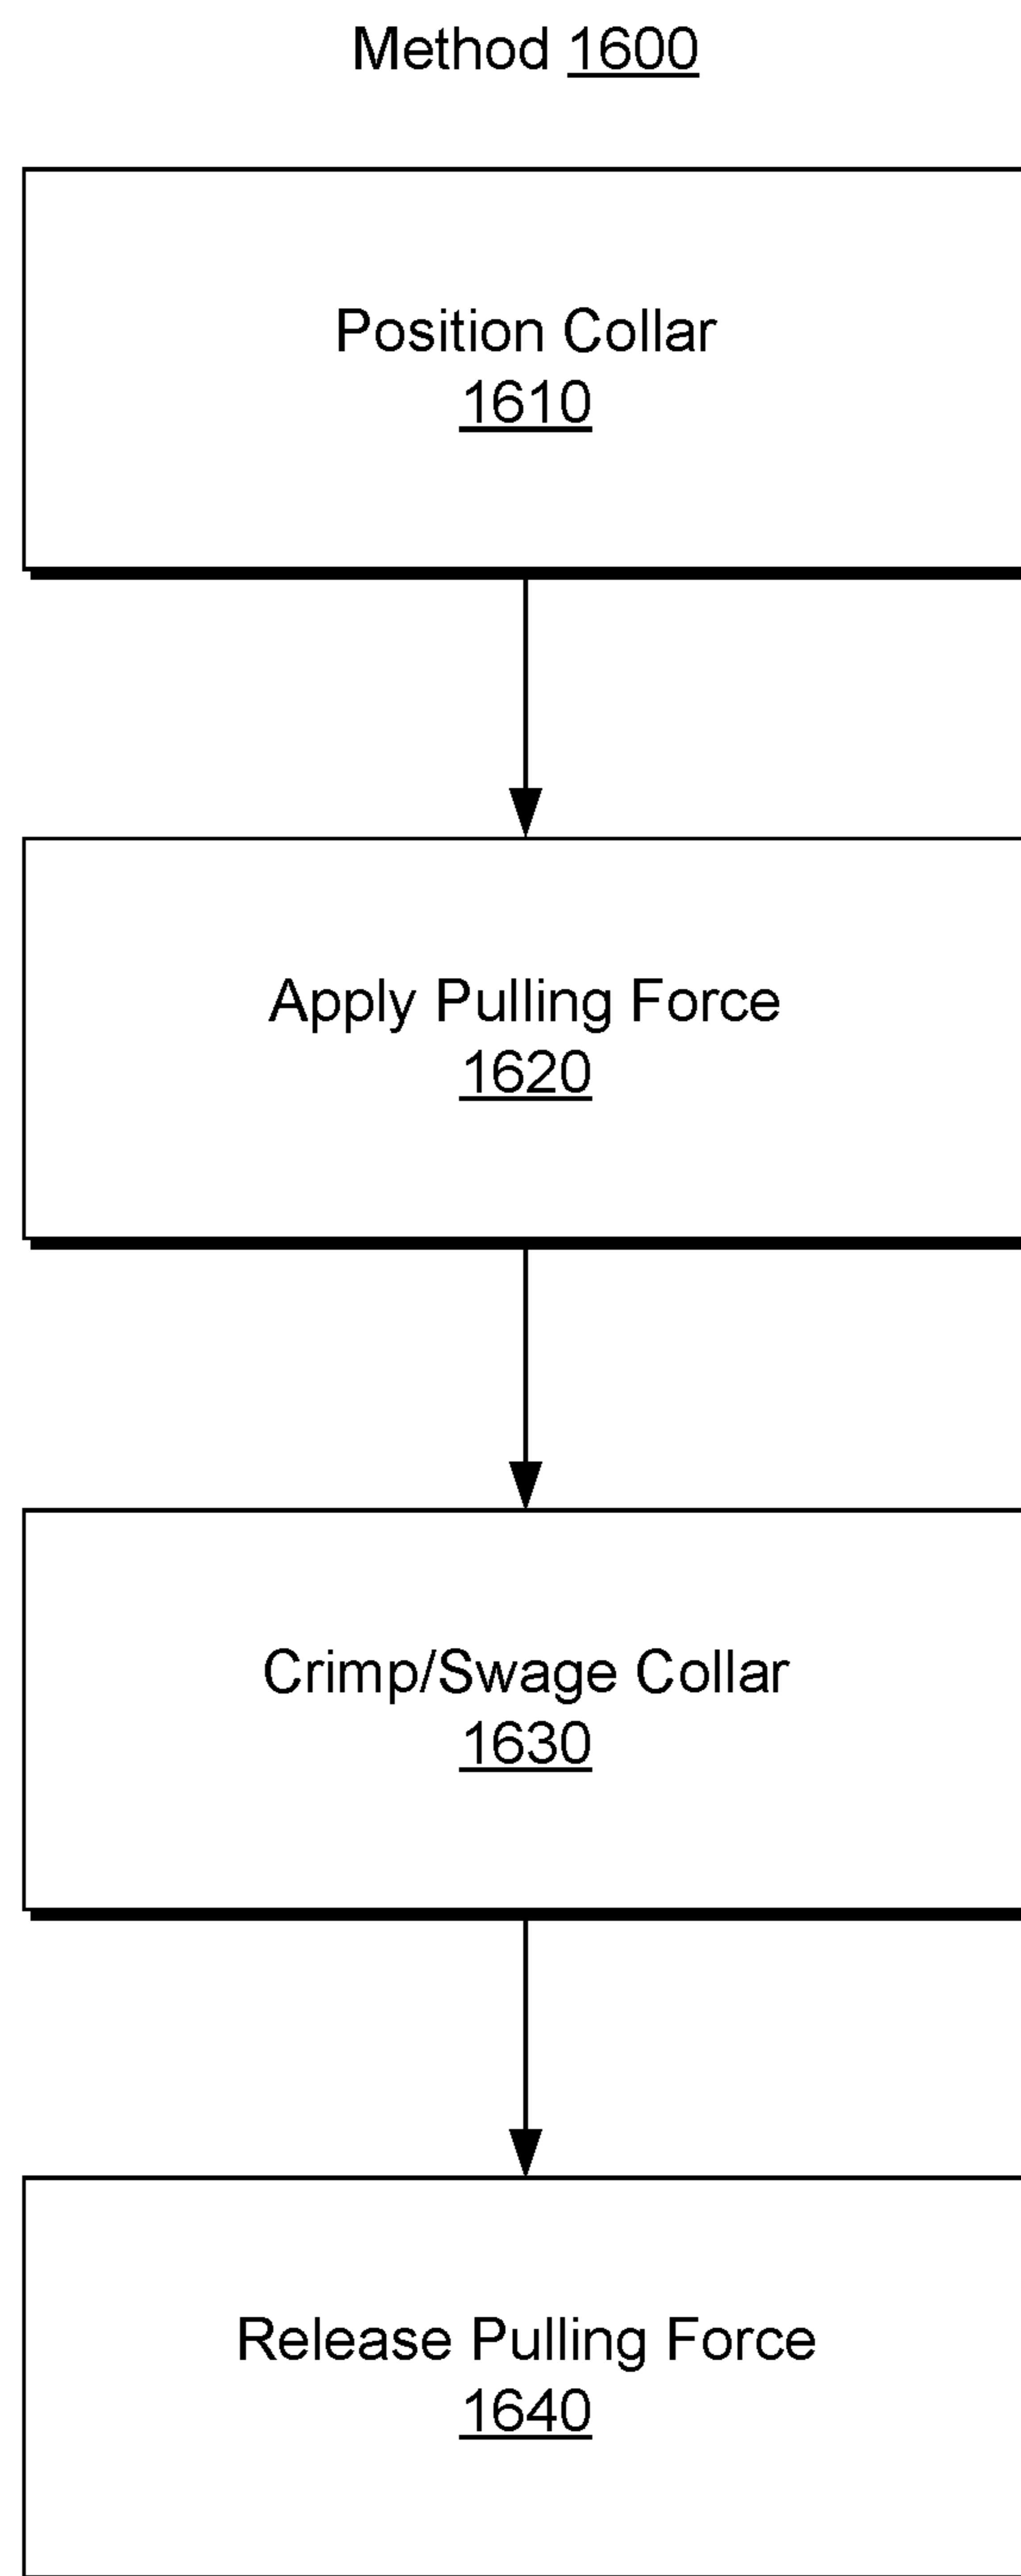 Method 1600
Position Collar
1610
Apply Pulling Force
1620
Crimp/Swage Collar
1630
Release Pulling Force
1640